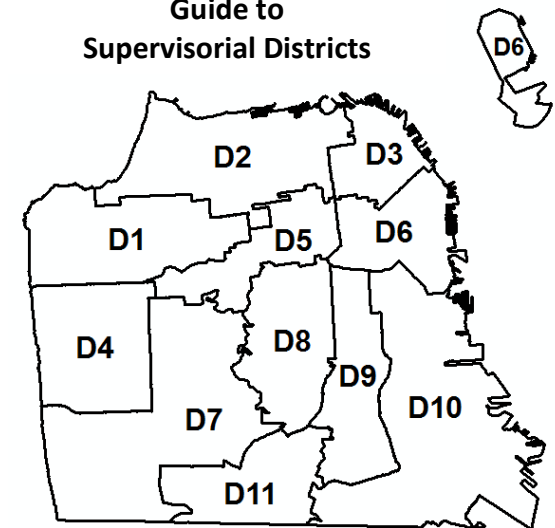 Guide to
Supervisorial Districts
D6
D2
D3
D1
D5
D6
D4
D8
D9
D7
D10
D11